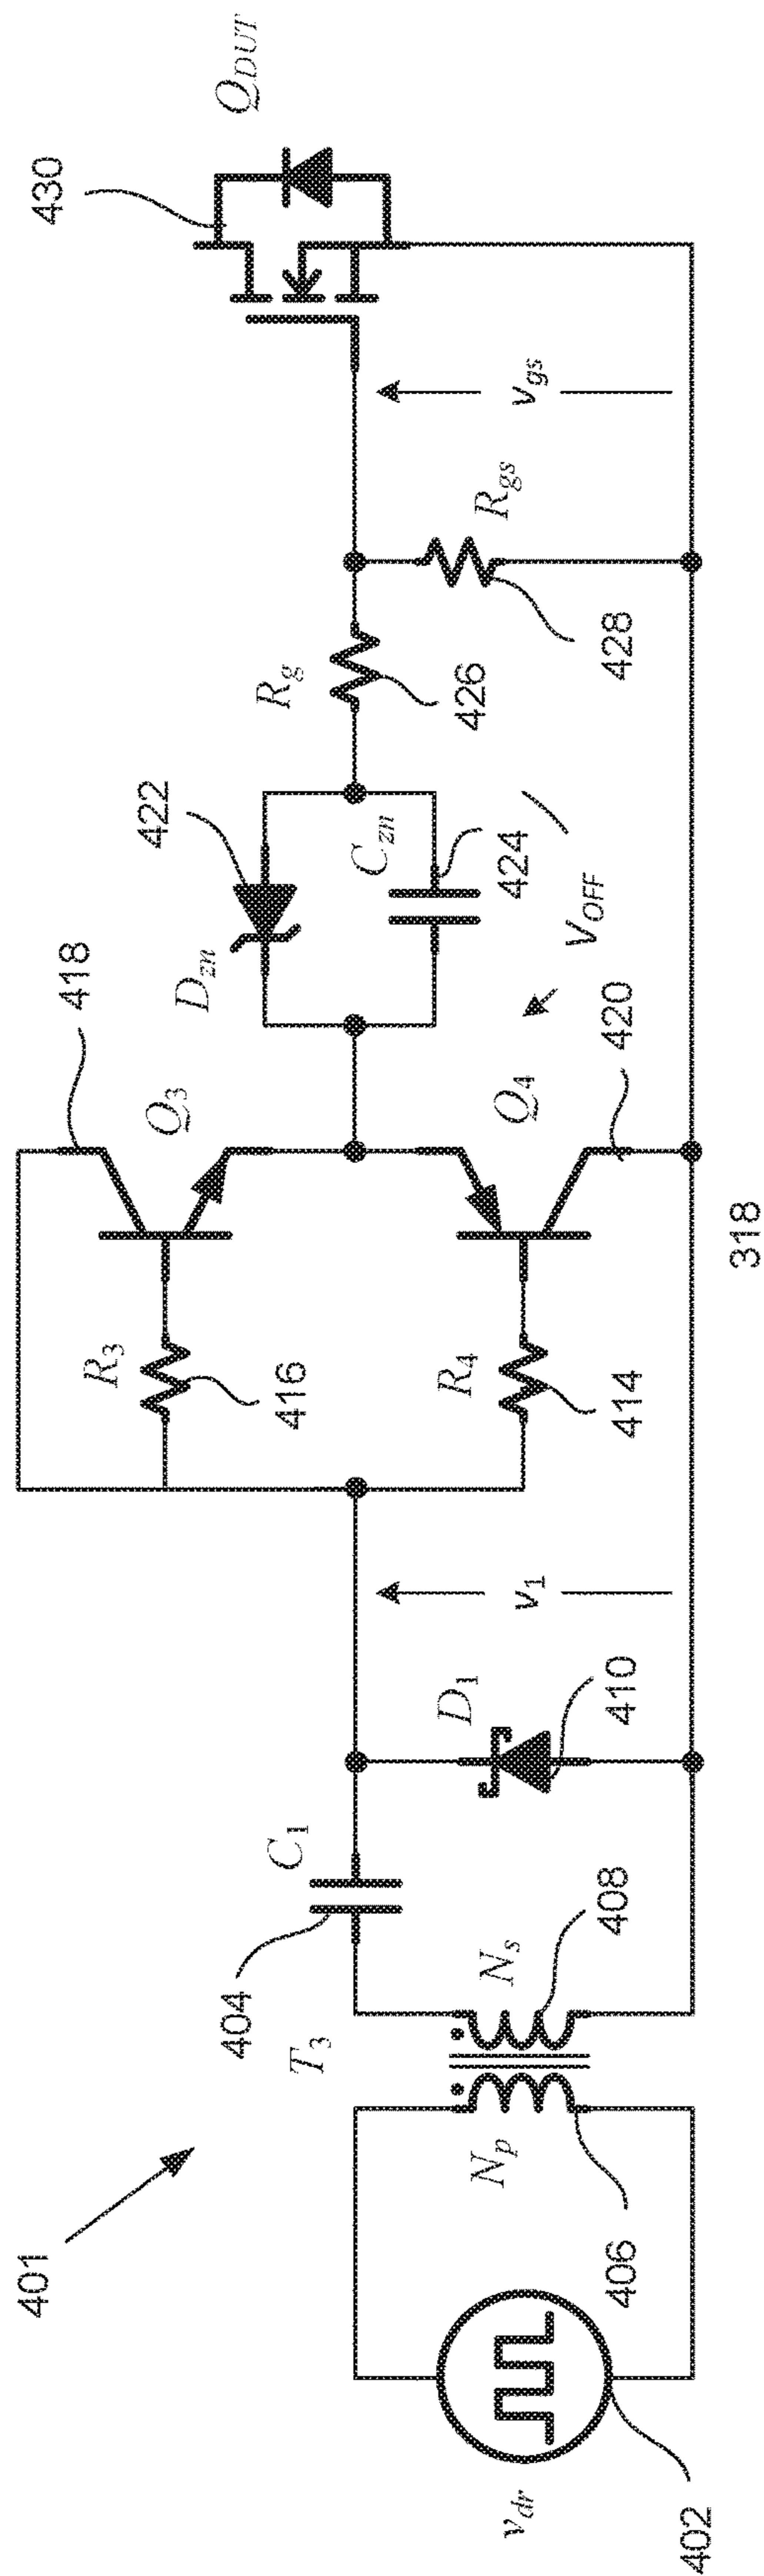 401
402
v_dr
406
N_p
T_3
N_s
408
404
C_1
D_1
410
v_1
R_3
416
R_4
414
318
418
Q_3
Q_4
420
422
D_zn
C_zn
424
V_OFF
R_g
426
R_gs
428
v_gs
430
Q_DUT